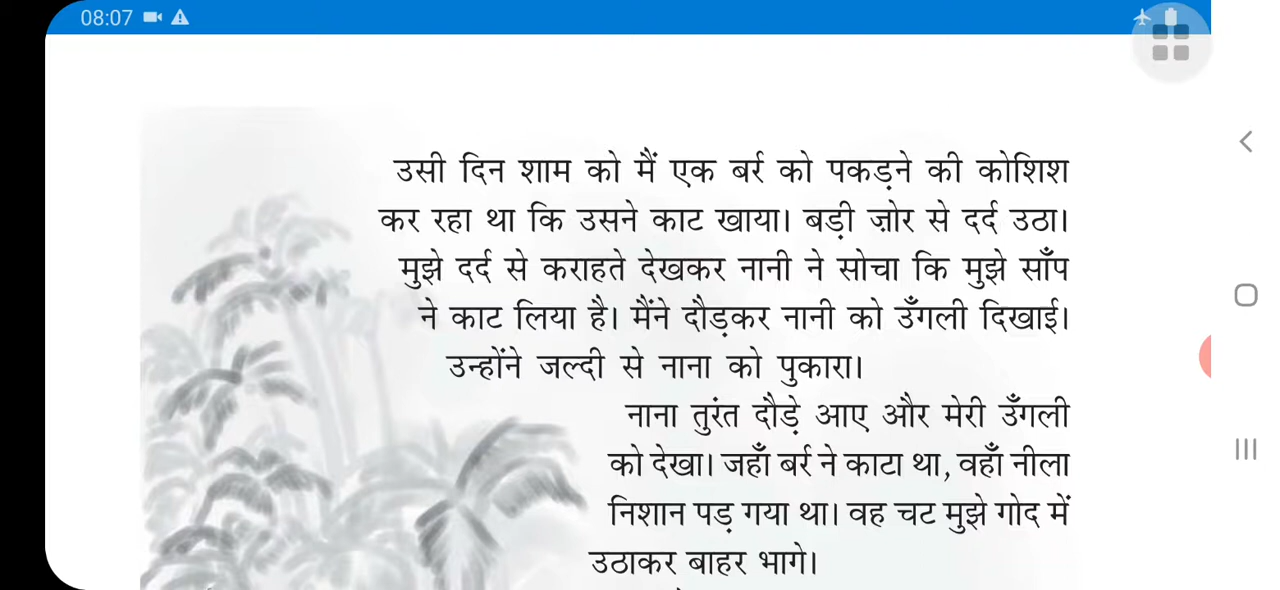 08:07
उसी दिन शाम को मैं एक बर्र को पकड़ने की कोशिश
कर रहा था कि उसने काट खाया। बड़ी ज़ोर से दर्द उठा।
मुझे दर्द से कराहते देखकर नानी ने सोचा कि मुझे साँप
ने काट लिया है। मैंने दौड़कर नानी को उँगली दिखाई।
उन्होंने जल्दी से नाना को पुकारा।
नाना तुरंत दौड़े आए और मेरी उँगली
को देखा। जहाँ बर्र ने काटा था, वहाँ नीला
निशान पड़ गया था। वह चट मुझे गोद में
उठाकर बाहर भागे।